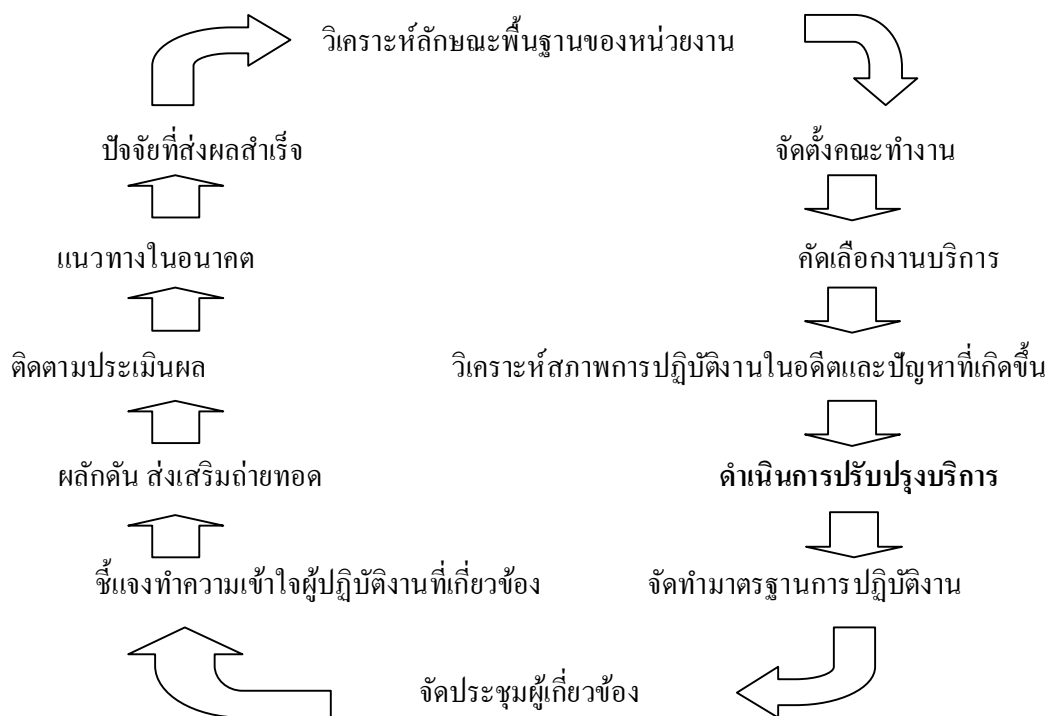 วิเคราะห์ลักษณะพื้นฐานของหน่วยงาน
จัดตั้งคณะทำงาน
คัดเลือกงานบริการ
วิเคราะห์สภาพการปฏิบัติงานในอดีตและปัญหาที่เกิดขึ้น
ดำเนินการปรับปรุงบริการ
จัดทำมาตรฐานการปฏิบัติงาน
จัดประชุมผู้เกี่ยวข้อง
ชี้แจงทำความเข้าใจผู้ปฏิบัติงานที่เกี่ยวข้อง
ผลักดัน ส่งเสริมถ่ายทอด
ติดตามประเมินผล
แนวทางในอนาคต
ปัจจัยที่ส่งผลสำเร็จ